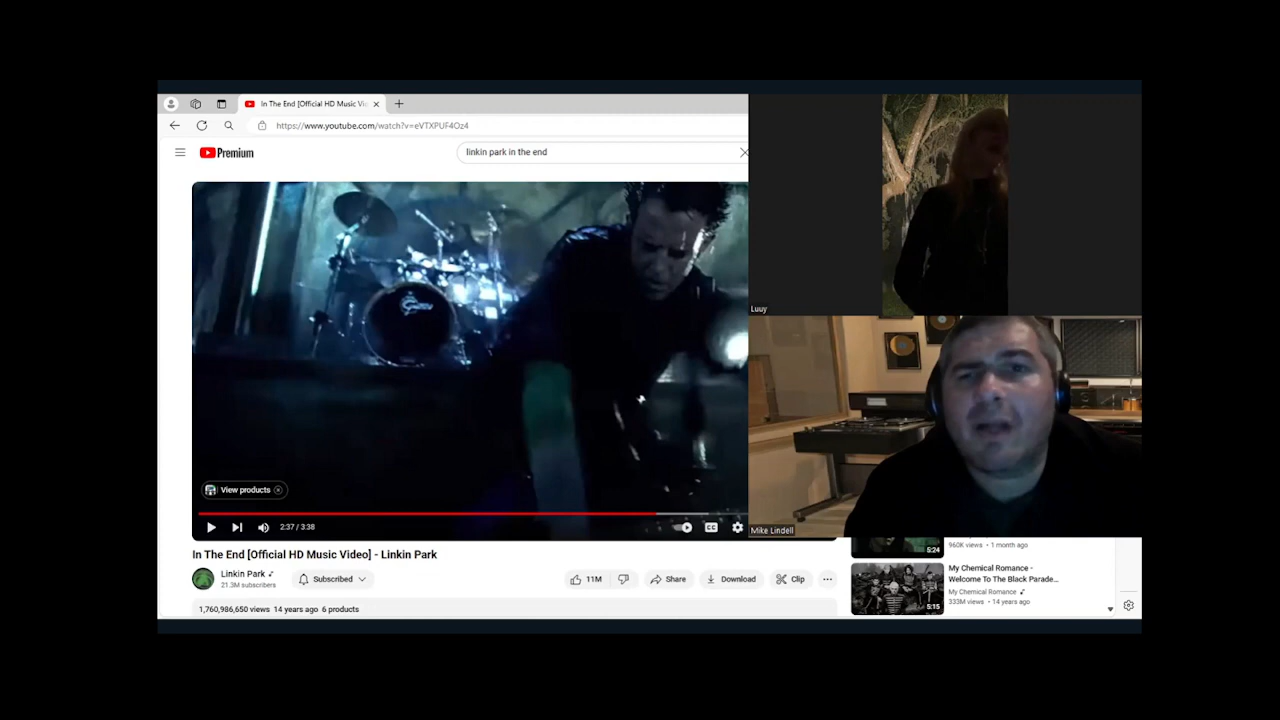 In The End [Official HD Music Vid
https://www.youtube.com/watch?v=eVTXPUF4Oz4
Premium
linkin park in the end
Luuy
View products
2:37 / 3:38
CC
Mike Lindell
In The End [Official HD Music Video] - Linkin Park
Linkin Park
21.3M subscribers
Subscribed
11M
Share
Download
Clip
1,760,986,650 views 14 years ago 6 products
5:24
960K views • 1 month ago
5:15
My Chemical Romance -
Welcome To The Black Parade...
My Chemical Romance
333M views • 14 years ago